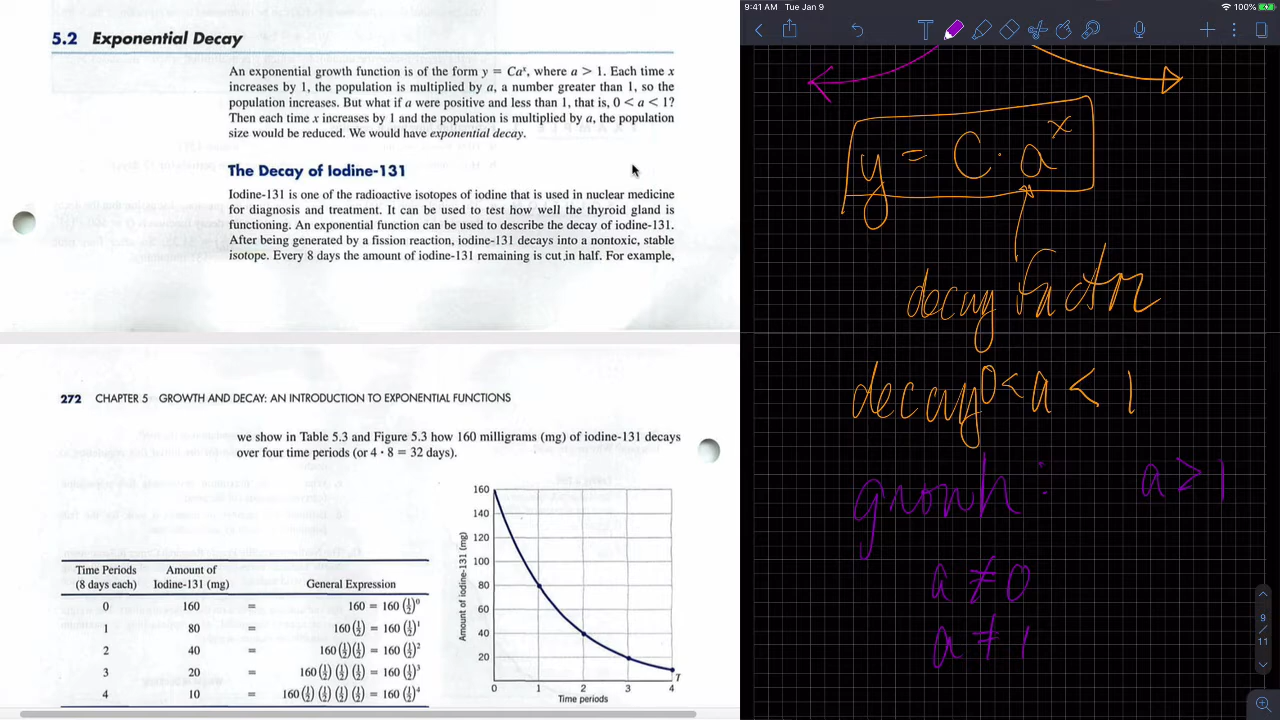 5.2 Exponential Decay
An exponential growth function is of the form y = Caˣ, where a > 1. Each time x
increases by 1, the population is multiplied by a, a number greater than 1, so the
population increases. But what if a were positive and less than 1, that is, 0 < a < 1?
Then each time x increases by 1 and the population is multiplied by a, the population
size would be reduced. We would have exponential decay.
The Decay of Iodine-131
Iodine-131 is one of the radioactive isotopes of iodine that is used in nuclear medicine
for diagnosis and treatment. It can be used to test how well the thyroid gland is
functioning. An exponential function can be used to describe the decay of iodine-131.
After being generated by a fission reaction, iodine-131 decays into a nontoxic, stable
isotope. Every 8 days the amount of iodine-131 remaining is cut in half. For example,
272 CHAPTER 5 GROWTH AND DECAY: AN INTRODUCTION TO EXPONENTIAL FUNCTIONS
we show in Table 5.3 and Figure 5.3 how 160 milligrams (mg) of iodine-131 decays
over four time periods (or 4 · 8 = 32 days).
Time Periods Amount of
(8 days each) Iodine-131 (mg) General Expression
0 160 = 160 = 160 (1/2)⁰
1 80 = 160(1/2) = 160 (1/2)¹
2 40 = 160(1/2)(1/2) = 160 (1/2)²
3 20 = 160(1/2)(1/2)(1/2) = 160 (1/2)³
4 10 = 160(1/2)(1/2)(1/2)(1/2) = 160 (1/2)⁴
Amount of iodine-131 (mg)
160
140
120
100
80
60
40
20
0 1 2 3 4
T
Time periods
9:41 AM Tue Jan 9
100%
y = C · aˣ
decay factor
decay 0 < a < 1
growh : a > 1
a ≠ 0
a ≠ 1
9
11